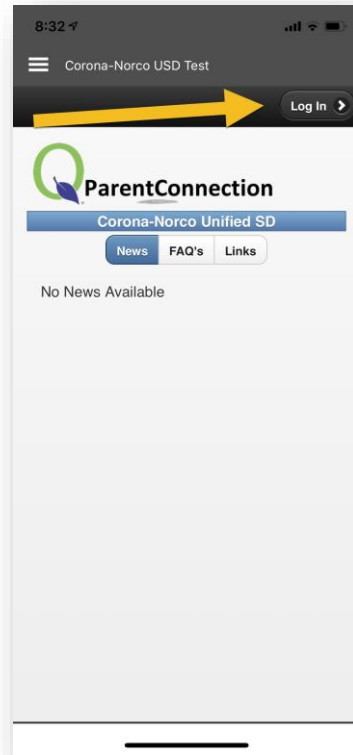 8:32
Corona-Norco USD Test
Log In
ParentConnection
Corona-Norco Unified SD
News FAQ's Links
No News Available